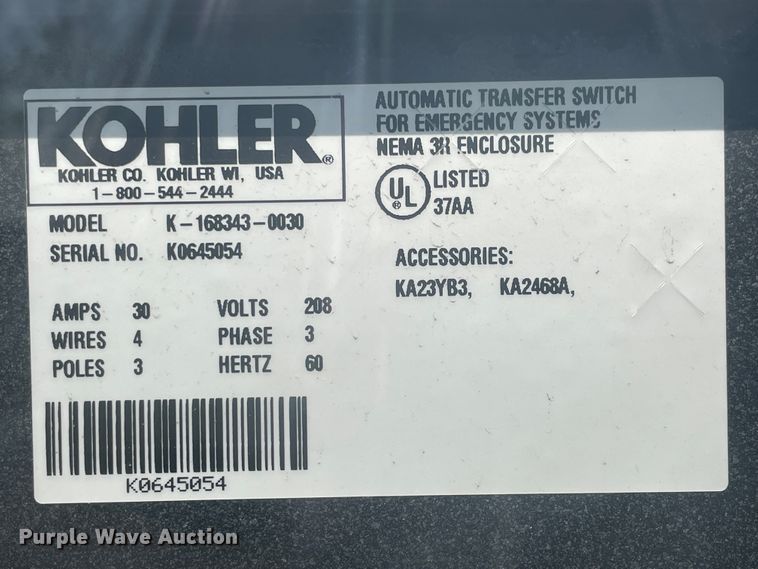 KOHLER®
KOHLER CO. KOHLER WI, USA
1-800-544-2444
AUTOMATIC TRANSFER SWITCH
FOR EMERGENCY SYSTEMS
NEMA 3R ENCLOSURE
UL® LISTED
37AA
MODEL K-168343-0030
SERIAL NO. K0645054
ACCESSORIES:
KA23YB3, KA2468A,
AMPS 30 VOLTS 208
WIRES 4 PHASE 3
POLES 3 HERTZ 60
K0645054
Purple Wave Auction